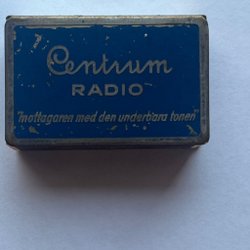 Centrum
RADIO
"mottagaren med den underbara tonen"